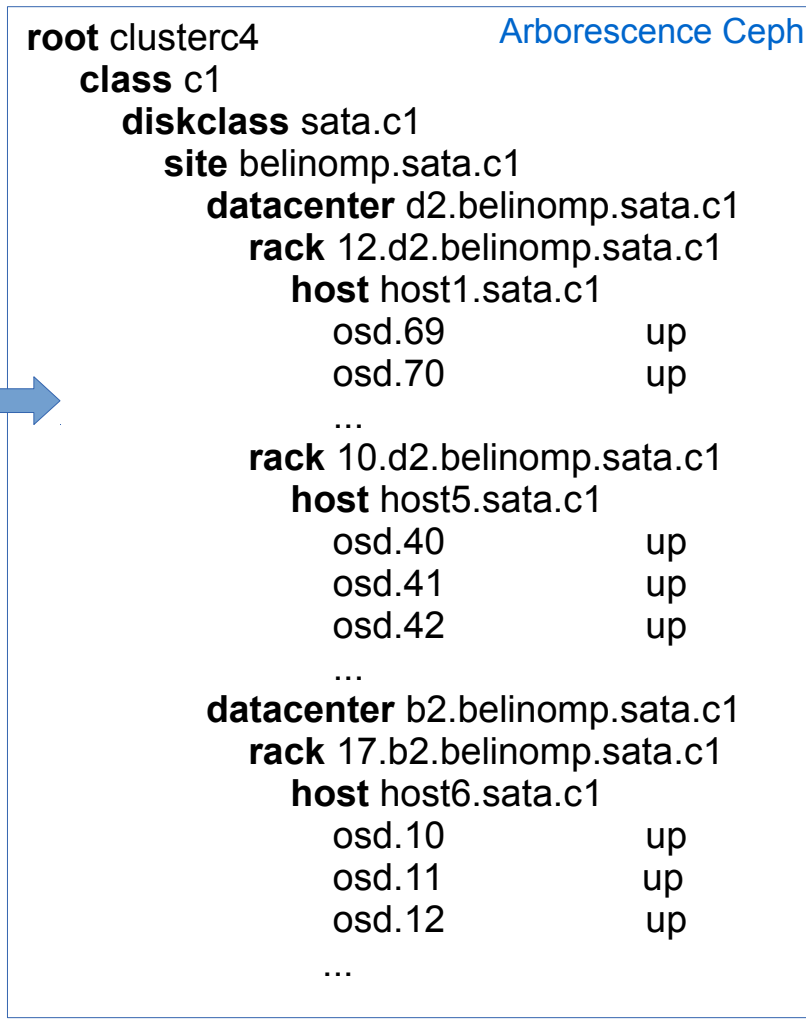 Arborescence Ceph
root clusterc4
class c1
diskclass sata.c1
site belinomp.sata.c1
datacenter d2.belinomp.sata.c1
rack 12.d2.belinomp.sata.c1
host host1.sata.c1
osd.69 up
osd.70 up
...
rack 10.d2.belinomp.sata.c1
host host5.sata.c1
osd.40 up
osd.41 up
osd.42 up
...
datacenter b2.belinomp.sata.c1
rack 17.b2.belinomp.sata.c1
host host6.sata.c1
osd.10 up
osd.11 up
osd.12 up
...